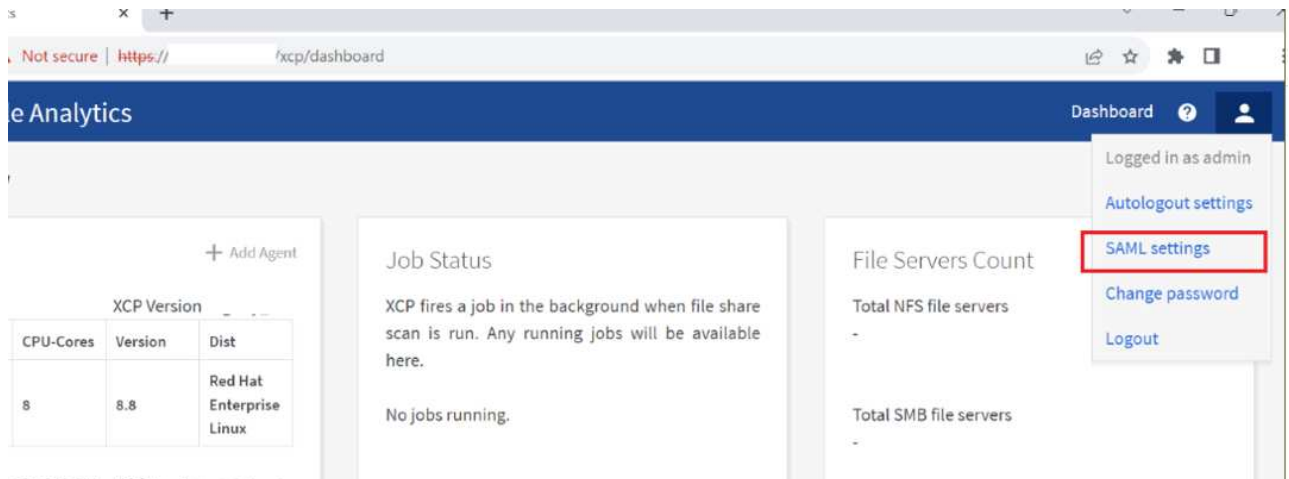 Not secure | https:// /xcp/dashboard
le Analytics
Dashboard
Logged in as admin
Autologout settings
SAML settings
Change password
Logout
+ Add Agent
XCP Version
CPU-Cores Version Dist
8 8.8 Red Hat
Enterprise
Linux
Job Status
XCP fires a job in the background when file share
scan is run. Any running jobs will be available
here.
No jobs running.
File Servers Count
Total NFS file servers
-
Total SMB file servers
-